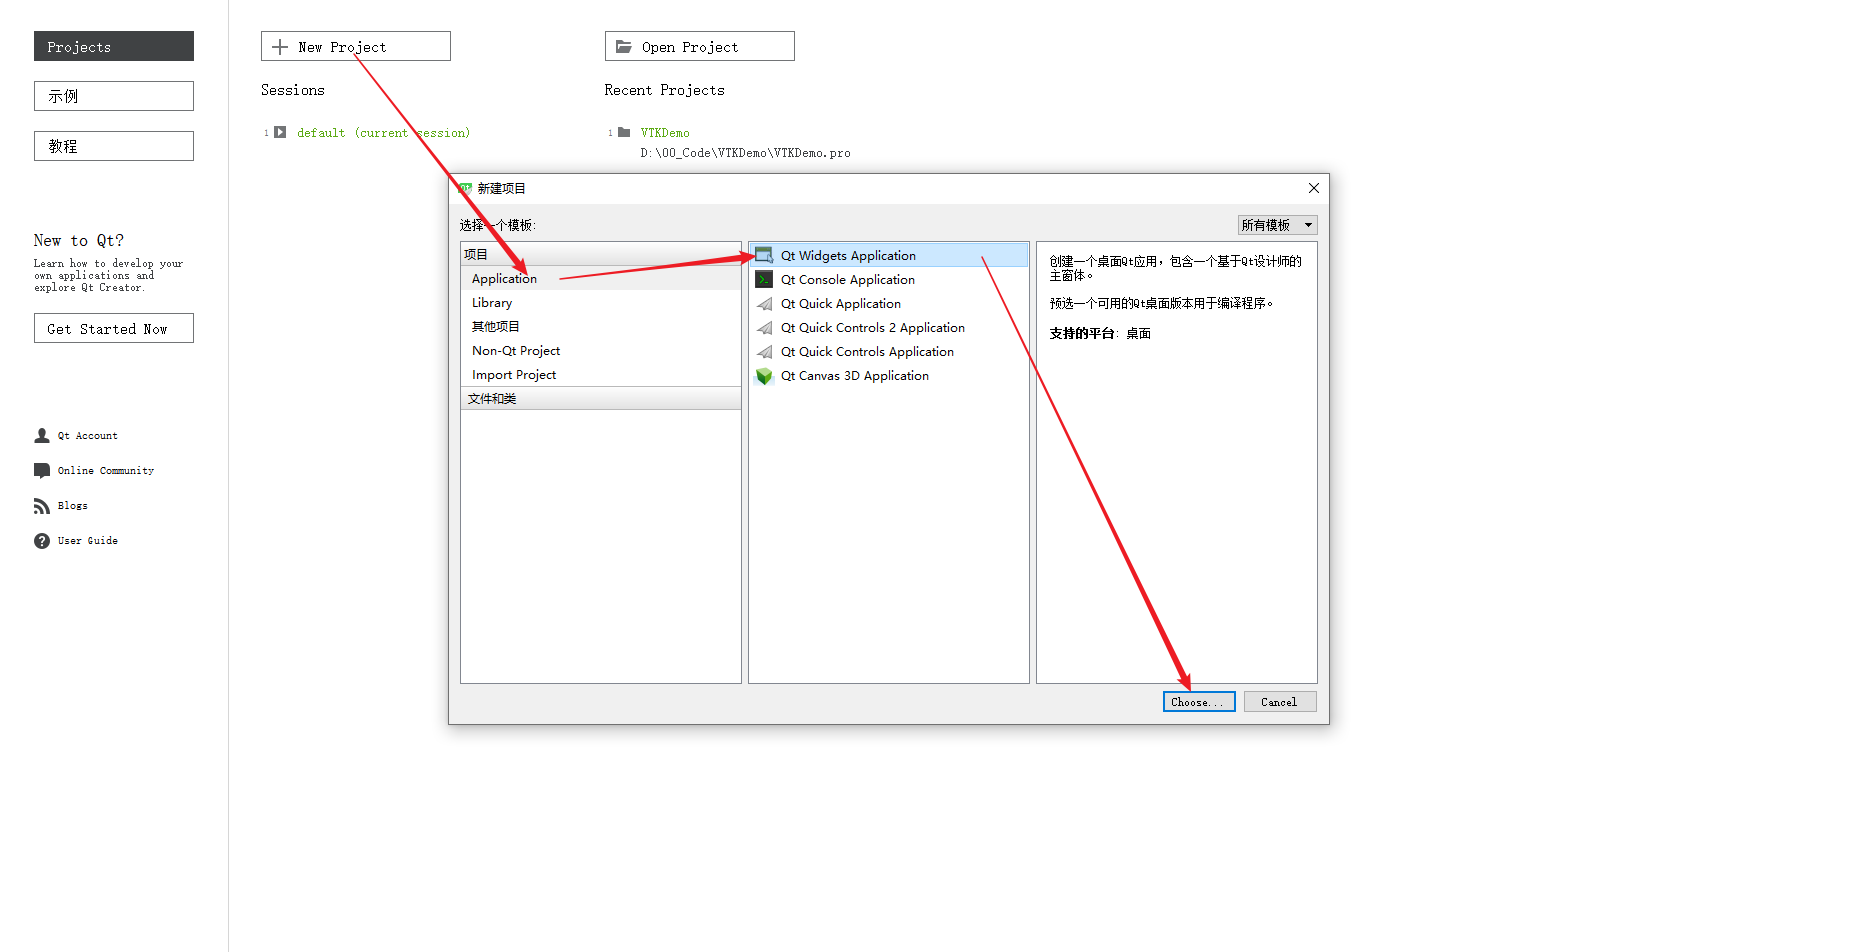 Projects
示例
教程
New to Qt?
Learn how to develop your
own applications and
explore Qt Creator.
Get Started Now
Qt Account
Online Community
Blogs
User Guide
New Project
Open Project
Sessions
Recent Projects
1 default (current session)
1 VTKDemo
D:\00_Code\VTKDemo\VTKDemo.pro
新建项目
选择一个模板:
所有模板
项目
Application
Library
其他项目
Non-Qt Project
Import Project
文件和类
Qt Widgets Application
Qt Console Application
Qt Quick Application
Qt Quick Controls 2 Application
Qt Quick Controls Application
Qt Canvas 3D Application
创建一个桌面Qt应用，包含一个基于Qt设计师的
主窗体。
预选一个可用的Qt桌面版本用于编译程序。
支持的平台: 桌面
Choose...
Cancel